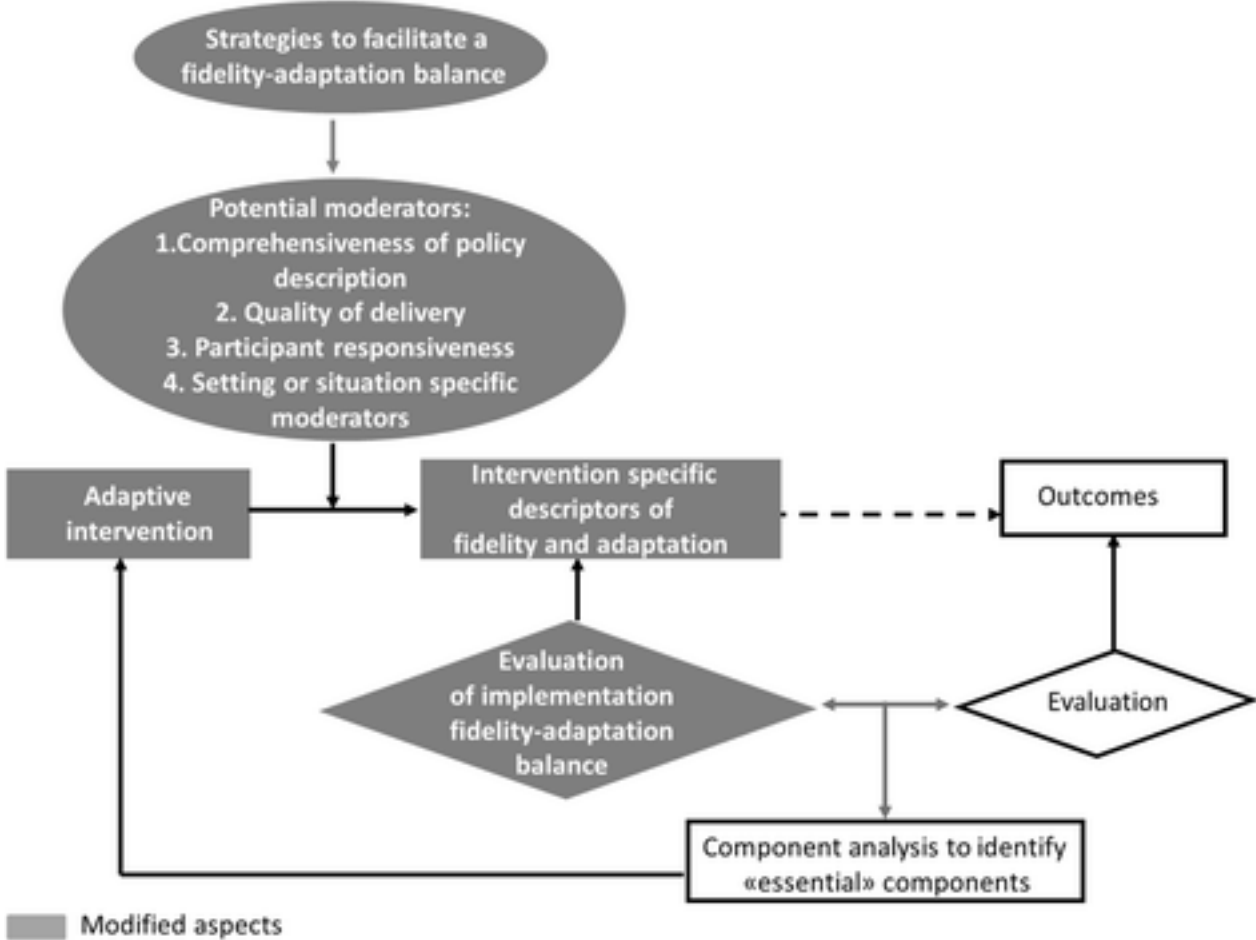 Strategies to facilitate a
fidelity-adaptation balance
Potential moderators:
1.Comprehensiveness of policy
description
2. Quality of delivery
3. Participant responsiveness
4. Setting or situation specific
moderators
Adaptive
intervention
Intervention specific
descriptors of
fidelity and adaptation
Outcomes
Evaluation
of implementation
fidelity-adaptation
balance
Evaluation
Component analysis to identify
«essential» components
Modified aspects